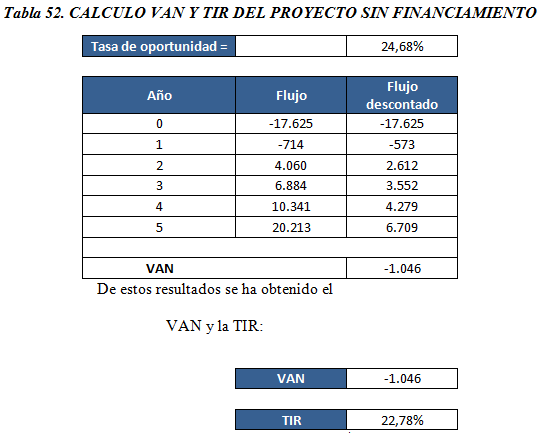 Tabla 52. CALCULO VAN Y TIR DEL PROYECTO SIN FINANCIAMIENTO
Tasa de oportunidad = 24,68%
Año Flujo Flujo descontado
0 -17.625 -17.625
1 -714 -573
2 4.060 2.612
3 6.884 3.552
4 10.341 4.279
5 20.213 6.709
VAN -1.046
De estos resultados se ha obtenido el
VAN y la TIR:
VAN -1.046
TIR 22,78%